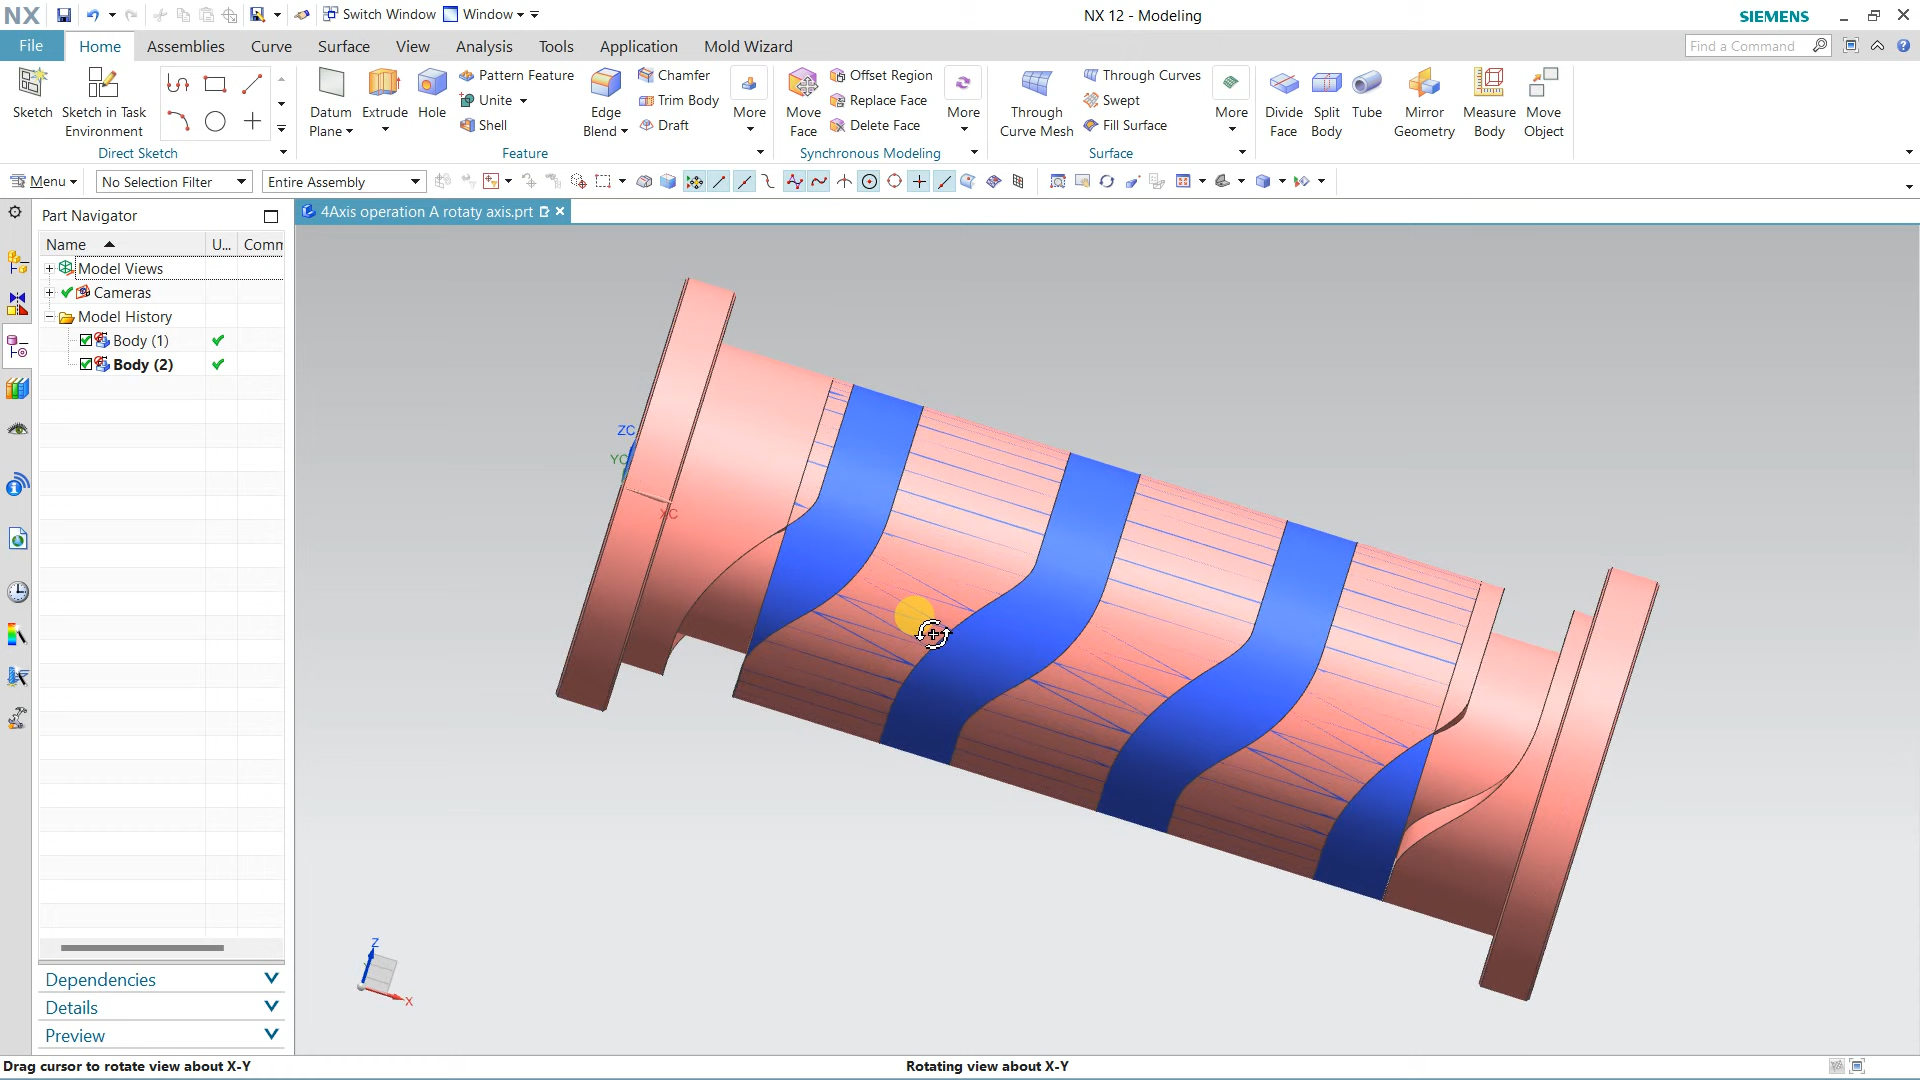 NX
Switch Window
Window
NX 12 - Modeling
SIEMENS
File
Home
Assemblies
Curve
Surface
View
Analysis
Tools
Application
Mold Wizard
Find a Command
Sketch
Sketch in Task Environment
Direct Sketch
Datum Plane
Extrude
Hole
Pattern Feature
Unite
Shell
Edge Blend
Chamfer
Trim Body
Draft
More
Feature
Move Face
Offset Region
Replace Face
Delete Face
More
Synchronous Modeling
Through Curve Mesh
Through Curves
Swept
Fill Surface
More
Surface
Divide Face
Split Body
Tube
Mirror Geometry
Measure Body
Move Object
Menu
No Selection Filter
Entire Assembly
Part Navigator
4Axis operation A rotaty axis.prt
Name
U...
Comm
Model Views
Cameras
Model History
Body (1)
Body (2)
ZC
YC
XC
Z
X
Dependencies
Details
Preview
Drag cursor to rotate view about X-Y
Rotating view about X-Y